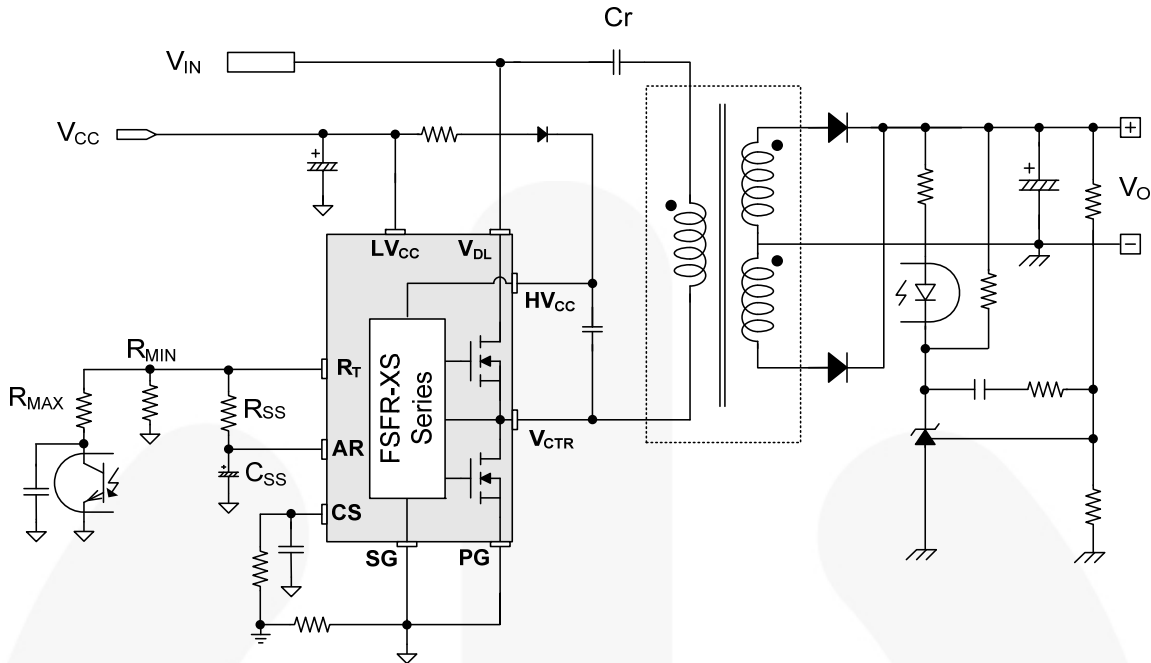 Cr
V_IN
V_CC
+
+
+
V_O
−
LV_CC
V_DL
HV_CC
R_MIN
R_T
R_MAX
R_SS
FSFR-XS
Series
V_CTR
AR
C_SS
+
CS
SG
PG